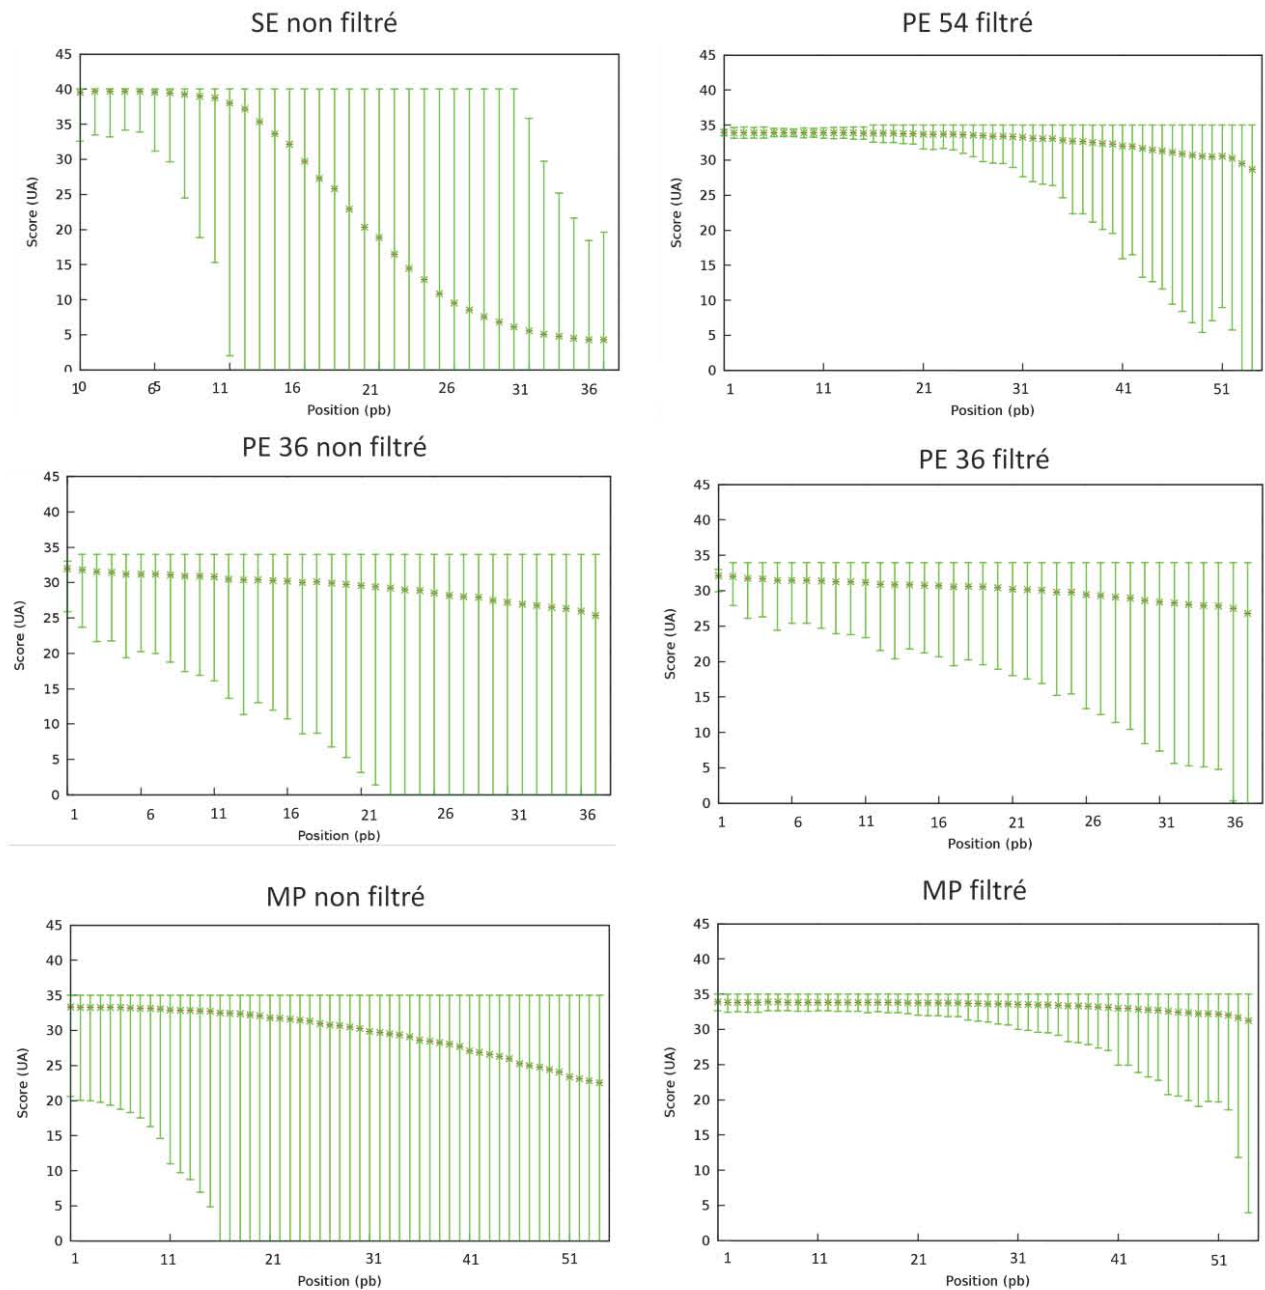 SE non filtré
45
40
35
30
25
20
15
10
5
0
Score (UA)
10 65 11 16 21 26 31 36
Position (pb)
PE 54 filtré
45
40
35
30
25
20
15
10
5
0
Score (UA)
1 11 21 31 41 51
Position (pb)
PE 36 non filtré
45
40
35
30
25
20
15
10
5
0
Score (UA)
1 6 11 16 21 26 31 36
Position (pb)
PE 36 filtré
45
40
35
30
25
20
15
10
5
0
Score (UA)
1 6 11 16 21 26 31 36
Position (pb)
MP non filtré
45
40
35
30
25
20
15
10
5
0
Score (UA)
1 11 21 31 41 51
Position (pb)
MP filtré
45
40
35
30
25
20
15
10
5
0
Score (UA)
1 11 21 31 41 51
Position (pb)